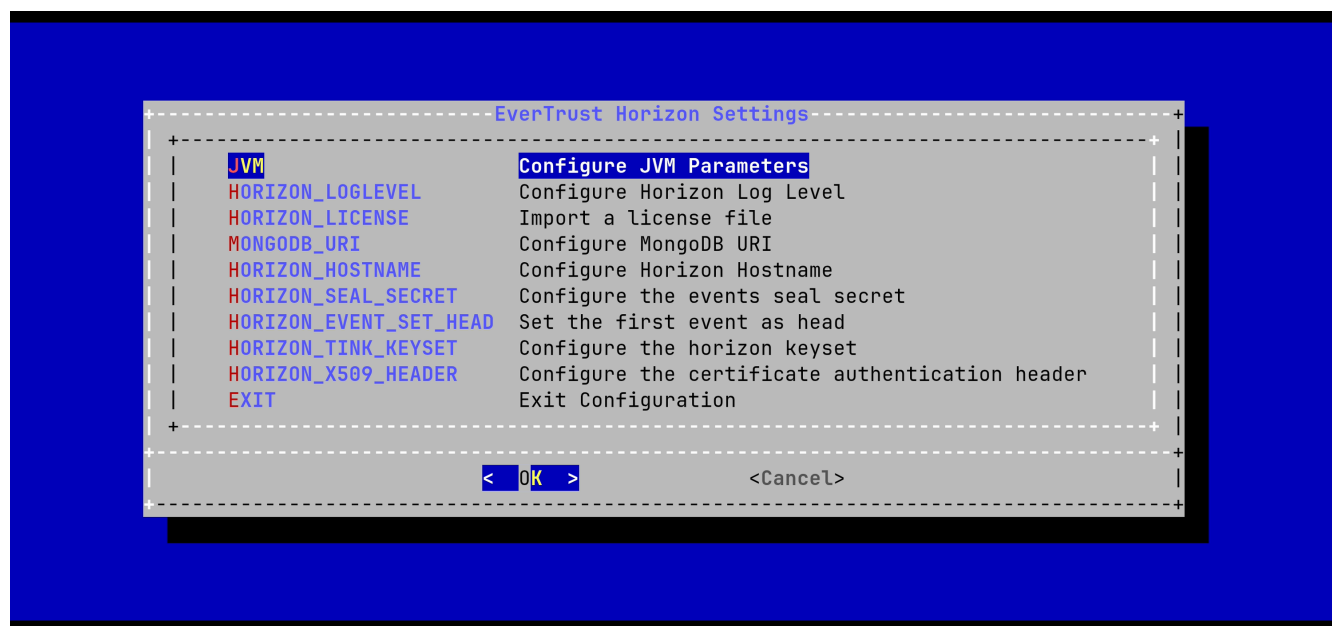 EverTrust Horizon Settings
JVM Configure JVM Parameters
HORIZON_LOGLEVEL Configure Horizon Log Level
HORIZON_LICENSE Import a license file
MONGODB_URI Configure MongoDB URI
HORIZON_HOSTNAME Configure Horizon Hostname
HORIZON_SEAL_SECRET Configure the events seal secret
HORIZON_EVENT_SET_HEAD Set the first event as head
HORIZON_TINK_KEYSET Configure the horizon keyset
HORIZON_X509_HEADER Configure the certificate authentication header
EXIT Exit Configuration
<  OK  > <Cancel>